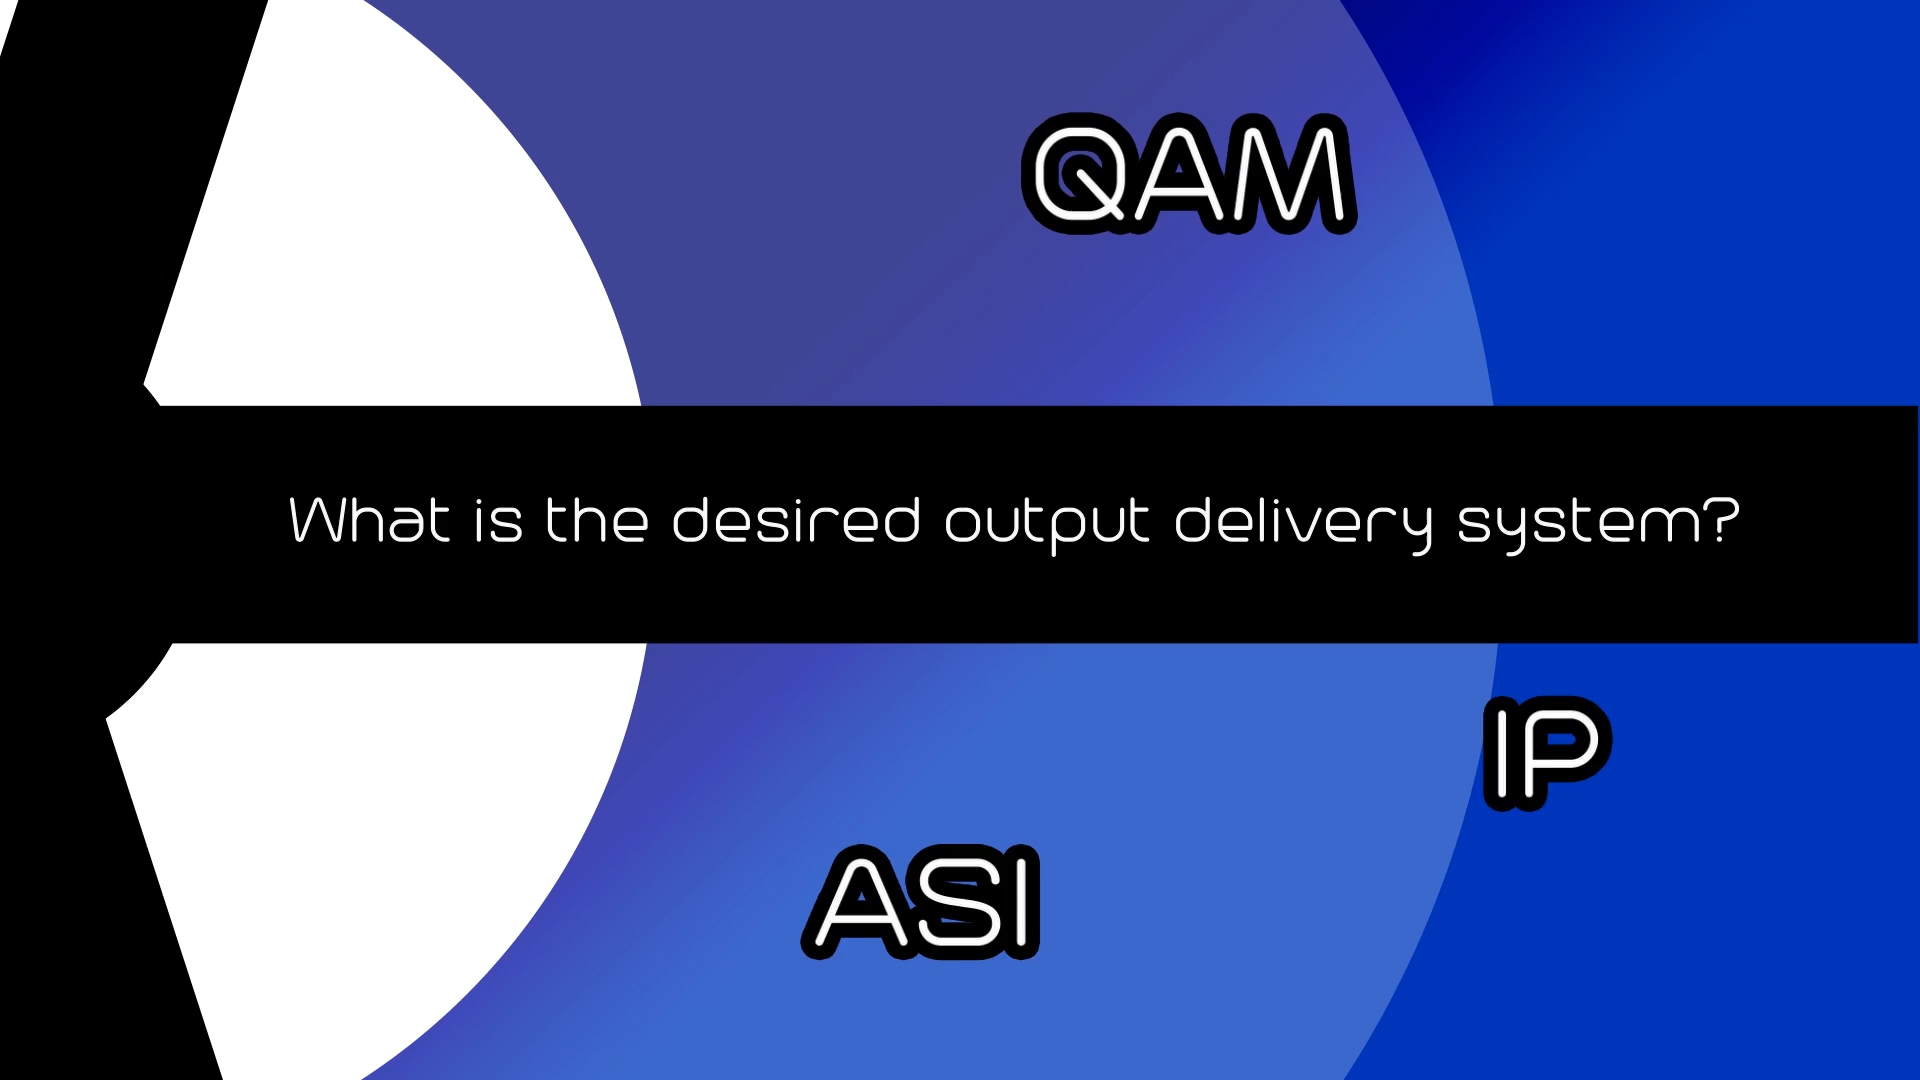 QAM
What is the desired output delivery system?
IP
ASI